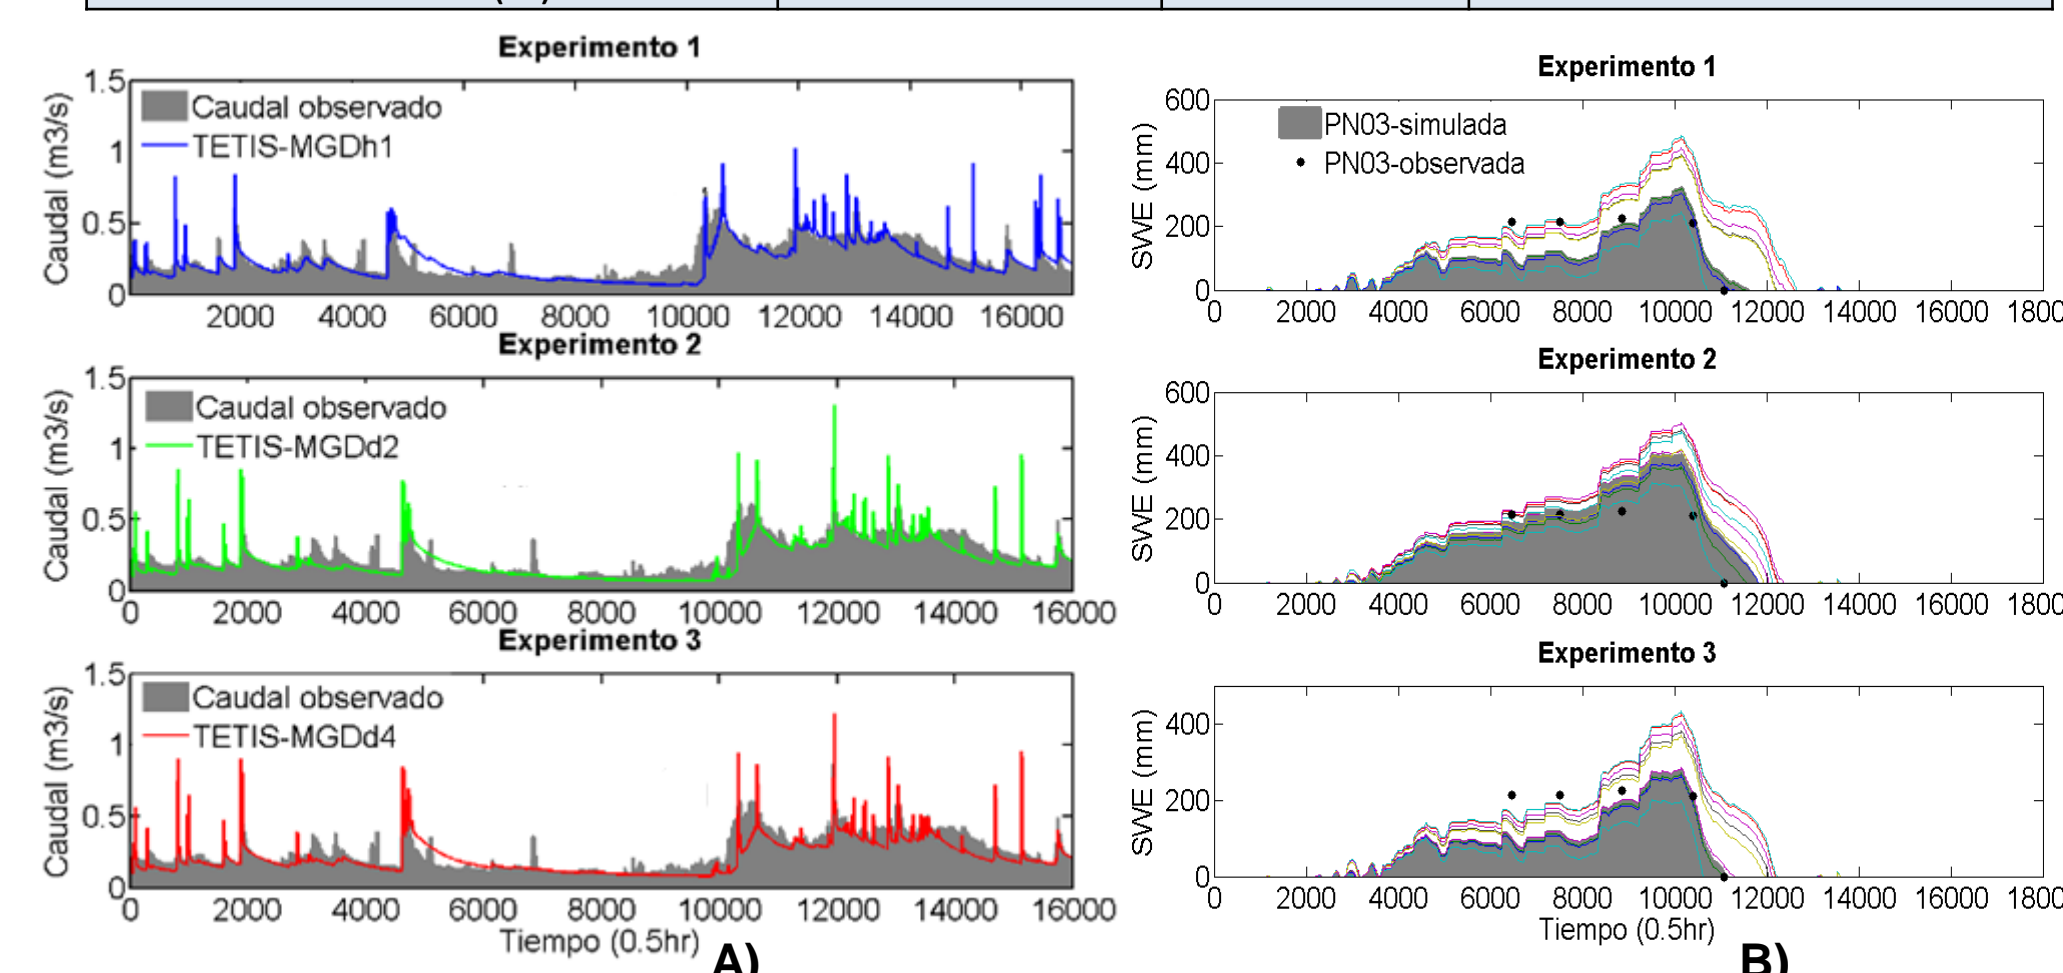 Experimento 1
1.5
1
0.5
0
Caudal (m3/s)
Caudal observado
TETIS-MGDh1
2000 4000 6000 8000 10000 12000 14000 16000
Experimento 2
1.5
1
0.5
0
Caudal (m3/s)
Caudal observado
TETIS-MGDd2
0 2000 4000 6000 8000 10000 12000 14000 16000
Experimento 3
1.5
1
0.5
0
Caudal (m3/s)
Caudal observado
TETIS-MGDd4
0 2000 4000 6000 8000 10000 12000 14000 16000
Tiempo (0.5hr)
A)
Experimento 1
600
400
200
0
SWE (mm)
PN03-simulada
PN03-observada
0 2000 4000 6000 8000 10000 12000 14000 16000 1800
Experimento 2
600
400
200
0
SWE (mm)
0 2000 4000 6000 8000 10000 12000 14000 16000 1800
Experimento 3
400
200
0
SWE (mm)
0 2000 4000 6000 8000 10000 12000 14000 16000 1800
Tiempo (0.5hr)
B)